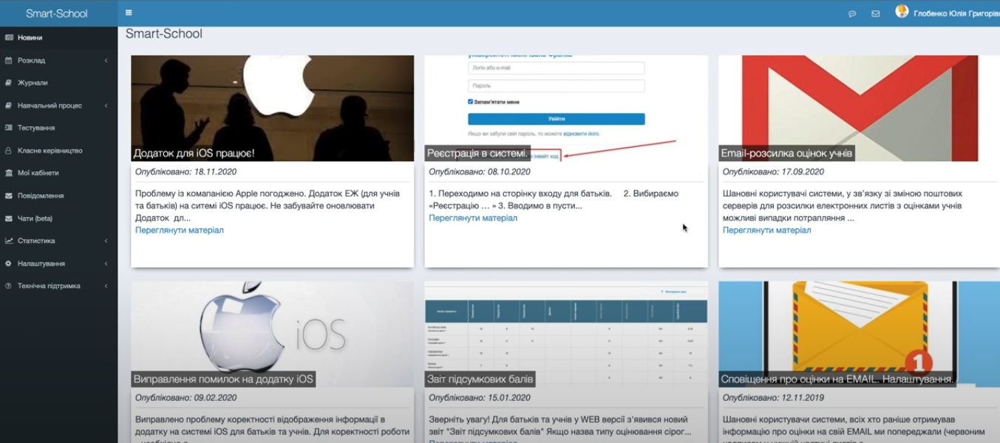 Smart-School
Глобенко Юлія Григорів
Новини
Розклад
Журнали
Навчальний процес
Тестування
Класне керівництво
Мої кабінети
Повідомлення
Чати (beta)
Статистика
Налаштування
Технічна підтримка
Smart-School
Додаток для iOS працює!
Опубліковано: 18.11.2020
Проблему із комапанією Apple погоджено. Додаток ЕЖ (для учнів
та батьків) на ситемі iOS працює. Не забувайте оновлювати
Додаток дл...
Переглянути матеріал
Логін або e-mail
Пароль
Запам'ятати мене
Увійти
Якщо ви забули свій пароль, то можете відновити його.
інвайт код
Реєстрація в системі.
Опубліковано: 08.10.2020
1. Переходимо на сторінку входу для батьків. 2. Вибираємо
«Реєстрацію ... » 3. Вводимо в пусти...
Переглянути матеріал
Email-розсилка оцінок учнів
Опубліковано: 17.09.2020
Шановні користувачі системи, у зв'язку зі зміною поштових
серверів для розсилки електронних листів з оцінками учнів
можливі випадки потрапляння ...
Переглянути матеріал
iOS
Виправлення помилок на додатку iOS
Опубліковано: 09.02.2020
Виправлено проблему коректності відображення інформації в
додатку на системі iOS для батьків та учнів. Для коректності роботи
Звіт підсумкових балів
Опубліковано: 15.01.2020
Зверніть увагу! Для батьків та учнів у WEB версії з'явився новий
звіт "Звіт підсумкових балів" Якщо назва типу оцінювання сірог...
Переглянути матеріал
1
Сповіщення про оцінки на EMAIL. Налаштування.
Опубліковано: 12.11.2019
Шановні користувачи системи, всіх хто раніше отримував
інформацію про оцінки на свій EMAIL ми попереджали (червоним